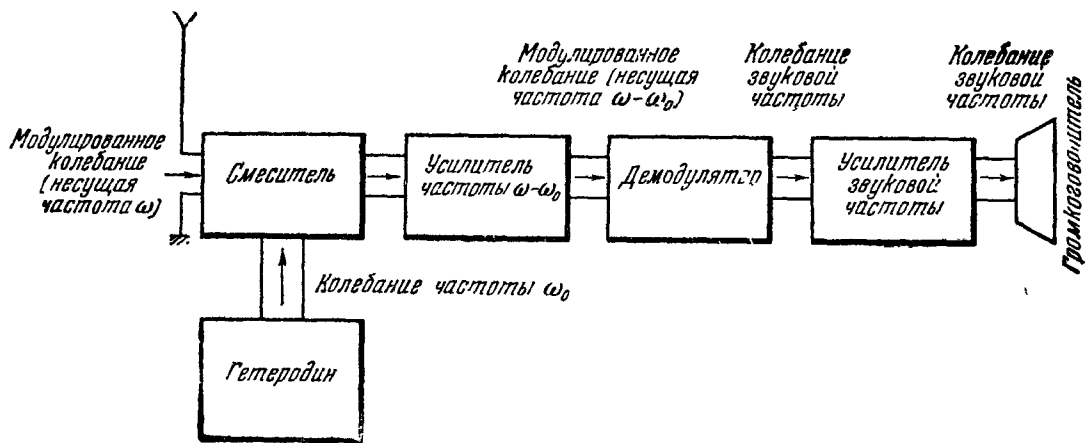 Модулированное
колебание (несущая
частота ω-ω₀)
Колебание
звуковой
частоты
Колебание
звуковой
частоты
Модулированное
колебание
(несущая
частота ω)
Смеситель
Усилитель
частоты ω-ω₀
Демодулятор
Усилитель
звуковой
частоты
Громкоговолитель
Колебание частоты ω₀
Гетеродин